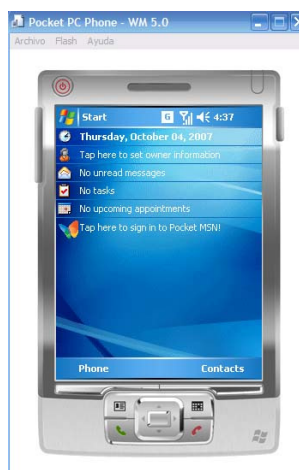 Pocket PC Phone - WM 5.0
Archivo Flash Ayuda
Start G 4:37
Thursday, October 04, 2007
Tap here to set owner information
No unread messages
No tasks
No upcoming appointments
Tap here to sign in to Pocket MSN!
Phone Contacts